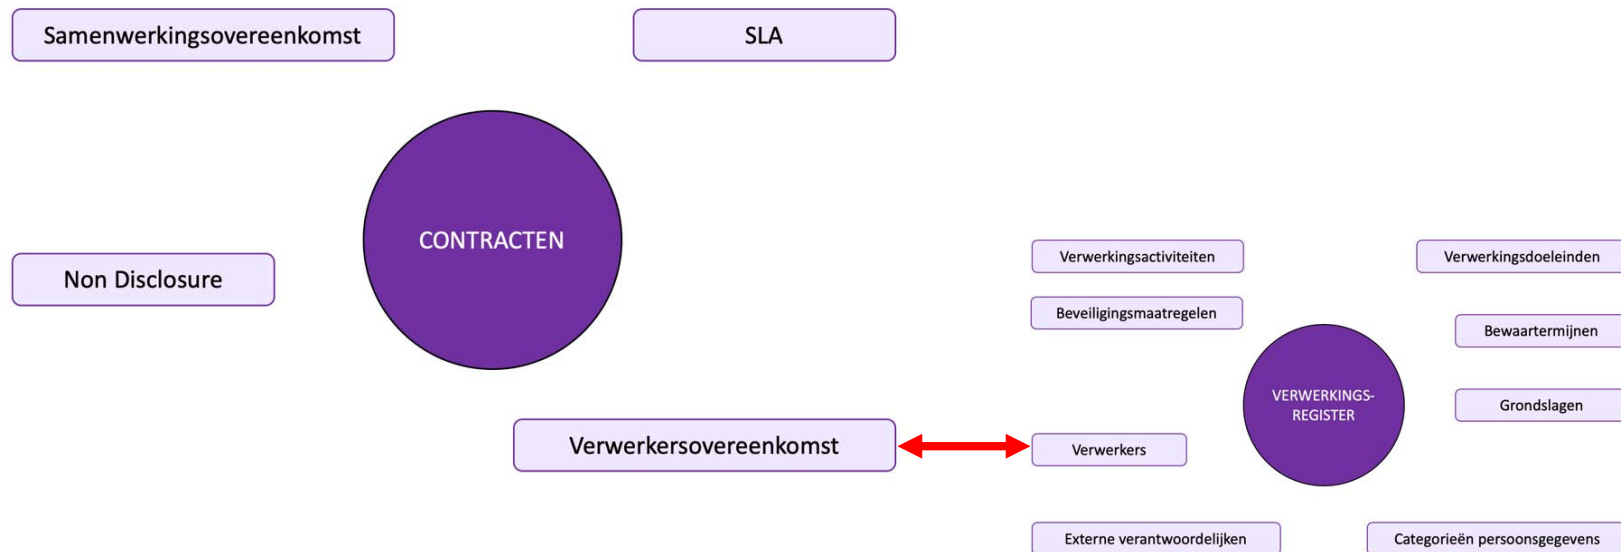 Samenwerkingsovereenkomst
SLA
CONTRACTEN
Non Disclosure
Verwerkersovereenkomst
Verwerkingsactiviteiten
Verwerkingsdoeleinden
Beveiligingsmaatregelen
Bewaartermijnen
VERWERKINGS-
REGISTER
Grondslagen
Verwerkers
Externe verantwoordelijken
Categorieën persoonsgegevens